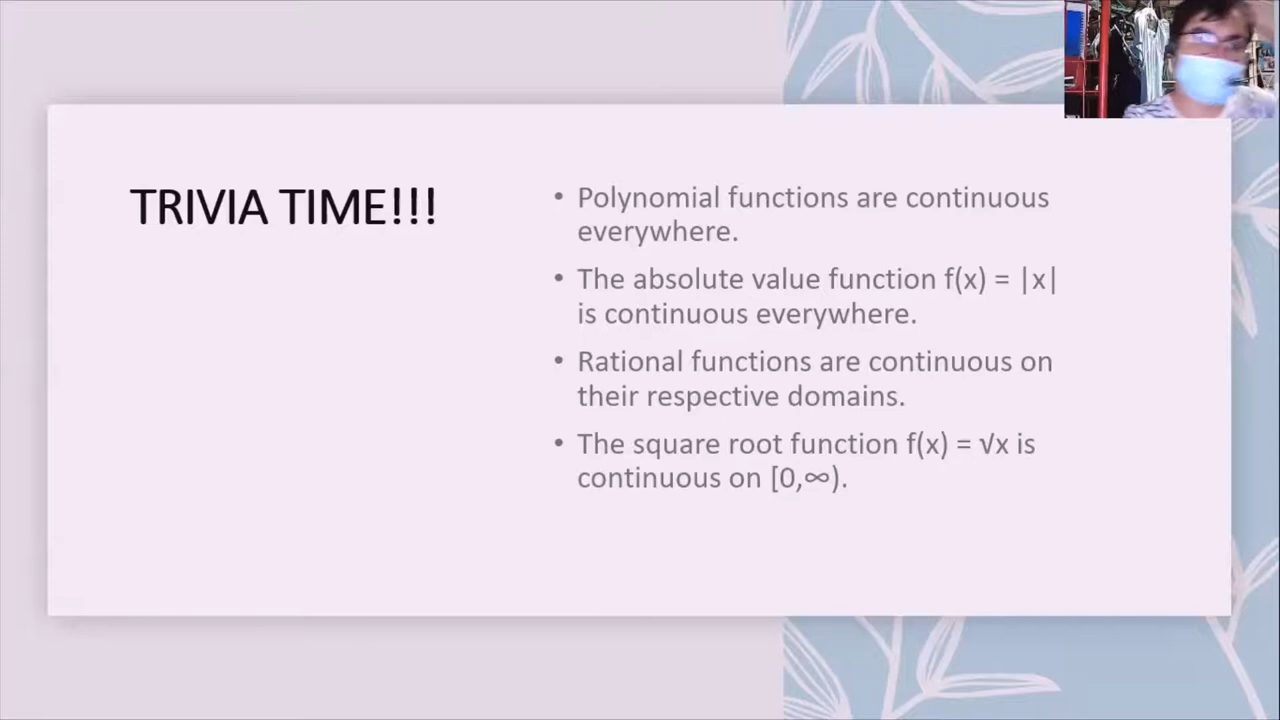 TRIVIA TIME!!!
• Polynomial functions are continuous
everywhere.
• The absolute value function f(x) = |x|
is continuous everywhere.
• Rational functions are continuous on
their respective domains.
• The square root function f(x) = √x is
continuous on [0,∞).